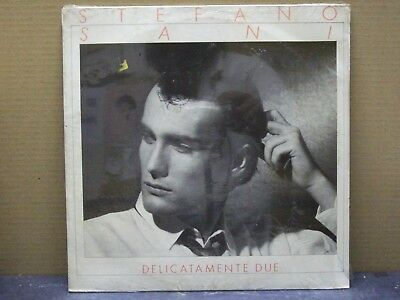 STEFANO
SANI
DELICATAMENTE DUE